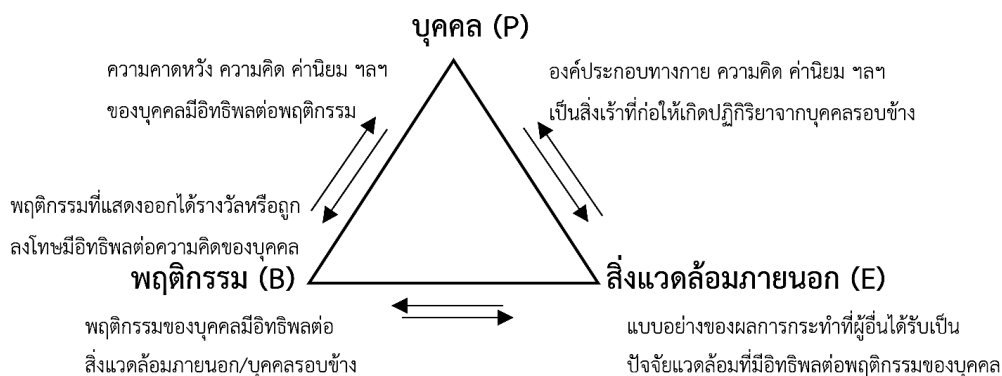 บุคคล (P)
ความคาดหวัง ความคิด ค่านิยม ฯลฯ
ของบุคคลมีอิทธิพลต่อพฤติกรรม
องค์ประกอบทางกาย ความคิด ค่านิยม ฯลฯ
เป็นสิ่งเร้าที่ก่อให้เกิดปฏิกิริยาจากบุคคลรอบข้าง
พฤติกรรมที่แสดงออกได้รางวัลหรือถูก
ลงโทษมีอิทธิพลต่อความคิดของบุคคล
พฤติกรรม (B)
สิ่งแวดล้อมภายนอก (E)
พฤติกรรมของบุคคลมีอิทธิพลต่อ
สิ่งแวดล้อมภายนอก/บุคคลรอบข้าง
แบบอย่างของผลการกระทำที่ผู้อื่นได้รับเป็น
ปัจจัยแวดล้อมที่มีอิทธิพลต่อพฤติกรรมของบุคคล